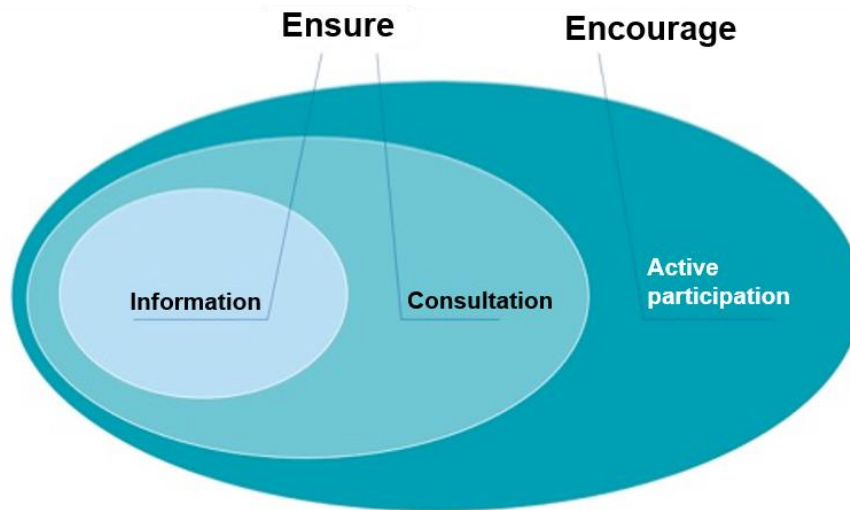 Ensure
Encourage
Information
Consultation
Active
participation